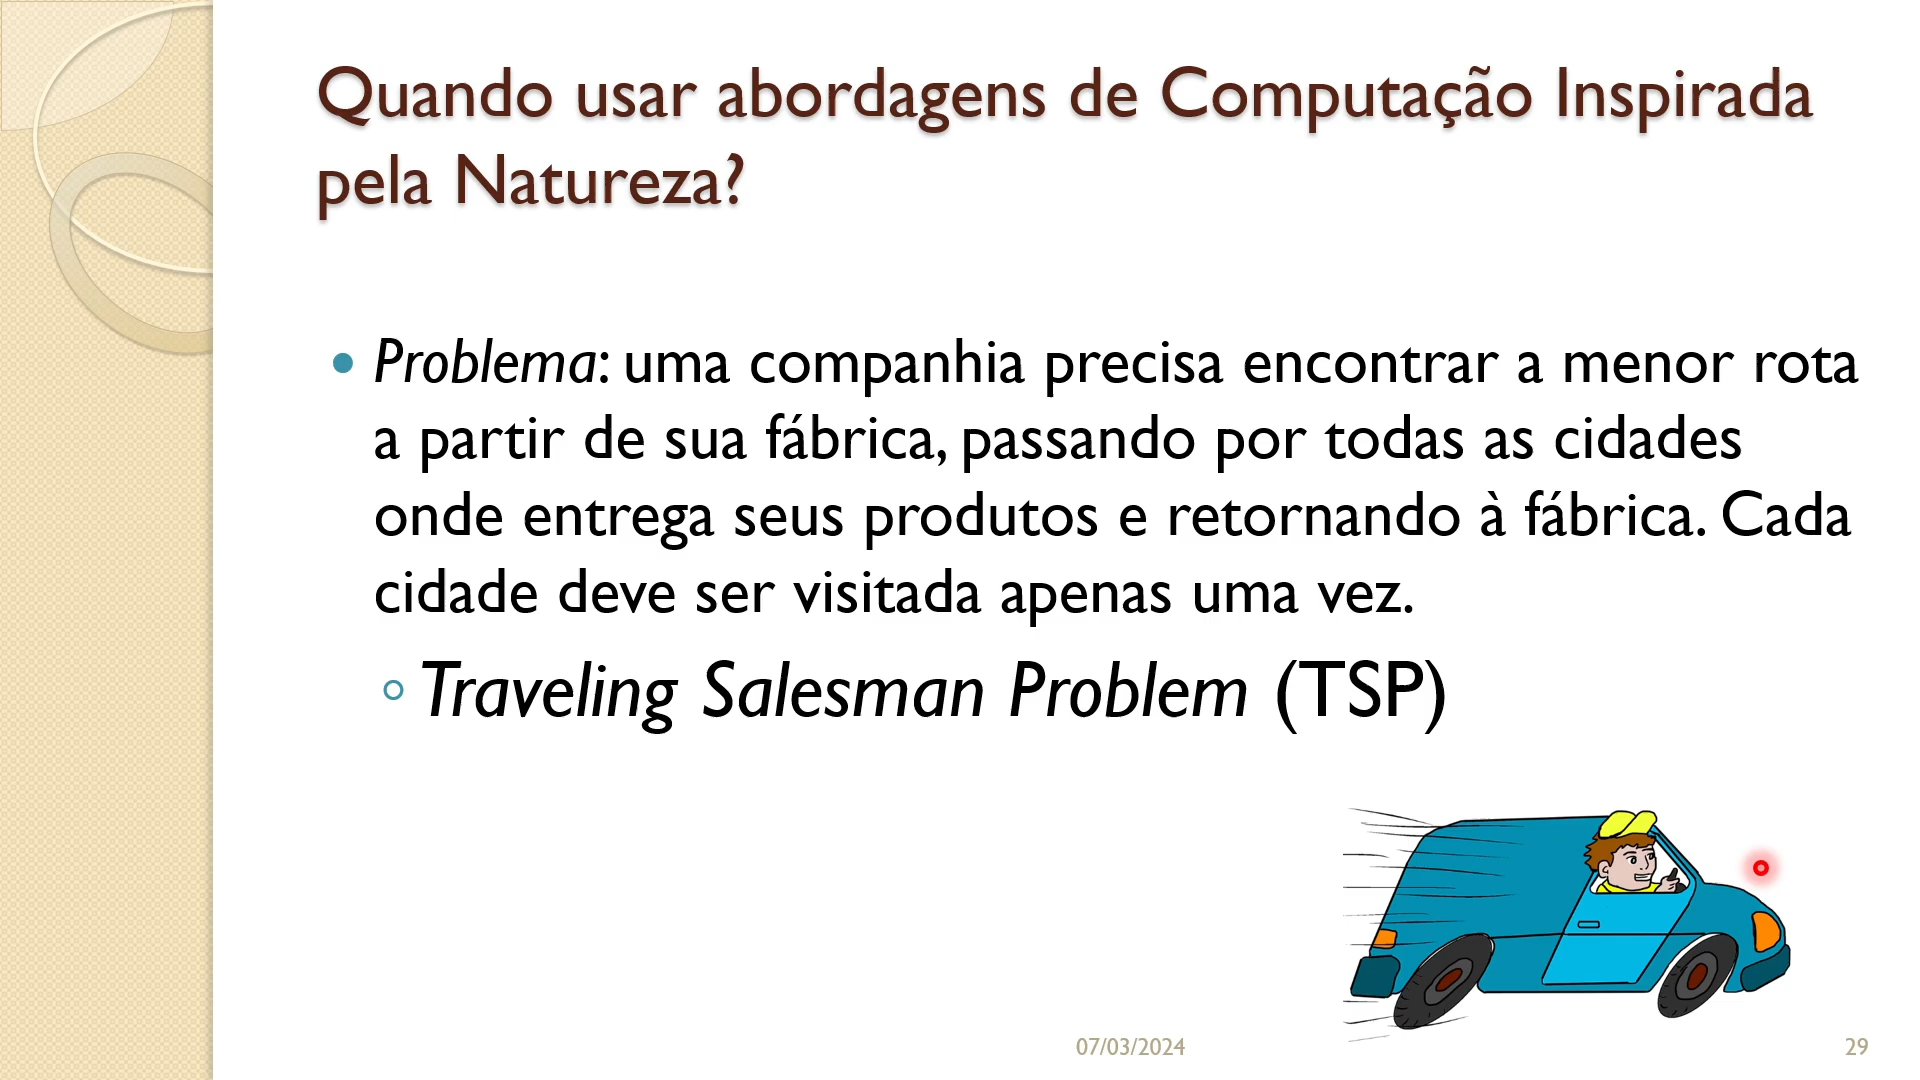 Quando usar abordagens de Computação Inspirada
pela Natureza?
Problema: uma companhia precisa encontrar a menor rota
a partir de sua fábrica, passando por todas as cidades
onde entrega seus produtos e retornando à fábrica. Cada
cidade deve ser visitada apenas uma vez.
Traveling Salesman Problem (TSP)
07/03/2024
29